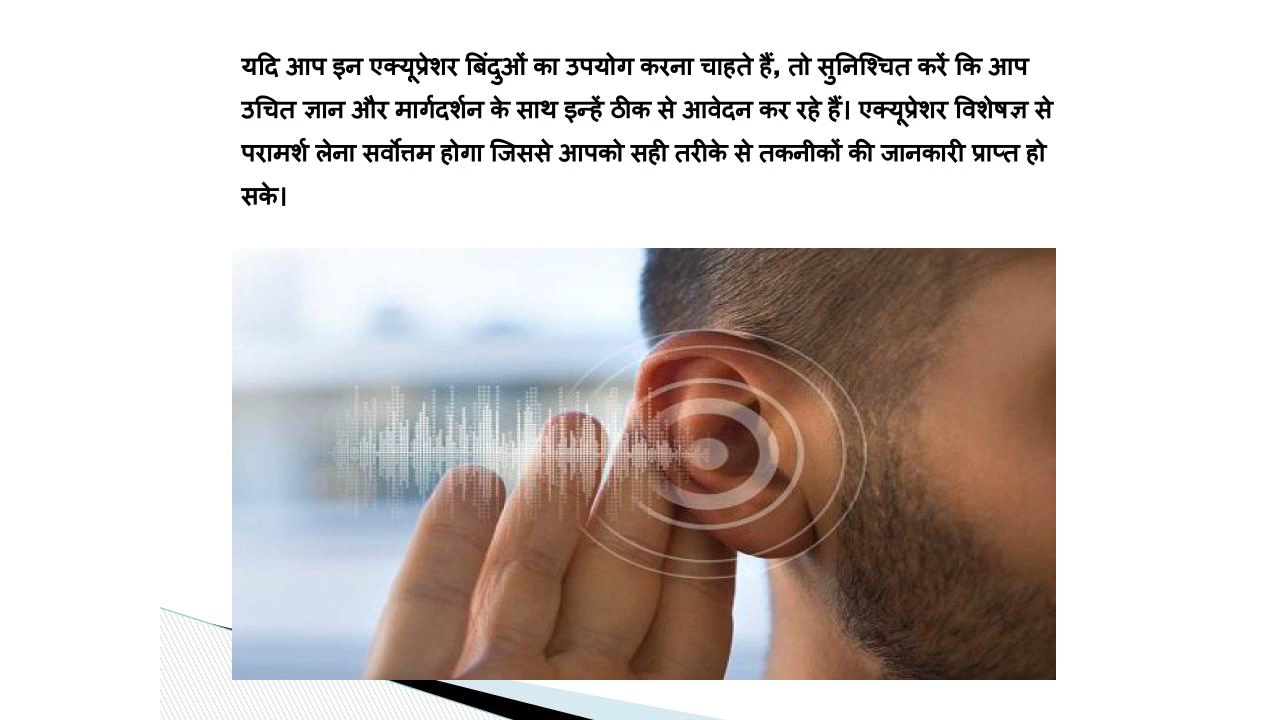 यदि आप इन एक्यूप्रेशर बिंदुओं का उपयोग करना चाहते हैं, तो सुनिश्चित करें कि आप
उचित ज्ञान और मार्गदर्शन के साथ इन्हें ठीक से आवेदन कर रहे हैं। एक्यूप्रेशर विशेषज्ञ से
परामर्श लेना सर्वोत्तम होगा जिससे आपको सही तरीके से तकनीकों की जानकारी प्राप्त हो
सके।